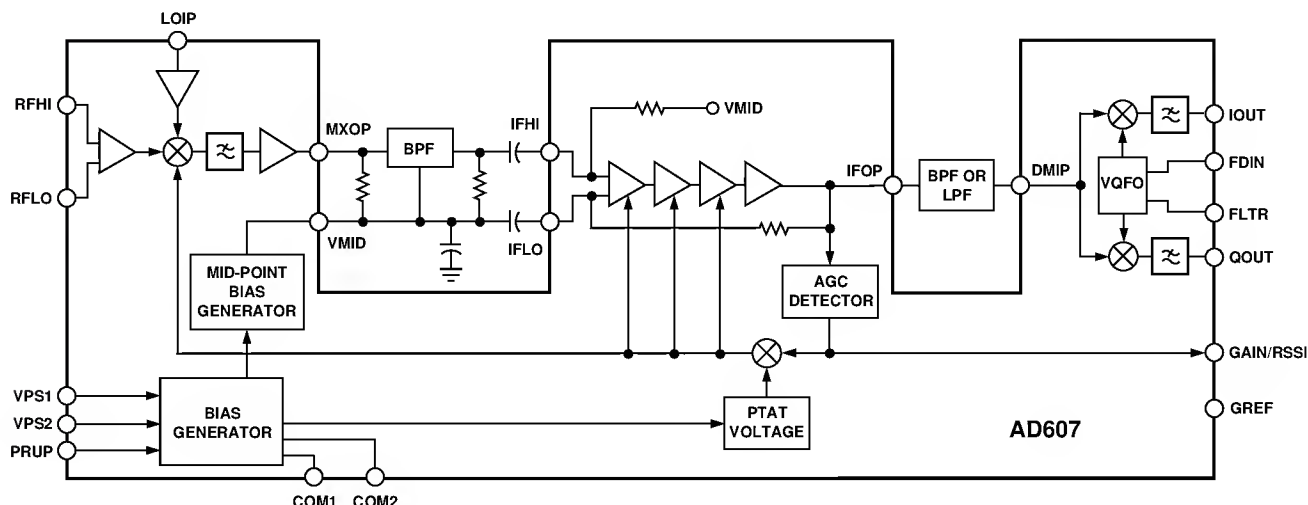 LOIP
RFHI
RFLO
MXOP
BPF
VMID
IFHI
IFLO
VMID
IFOP
BPF OR
LPF
DMIP
VQFO
IOUT
FDIN
FLTR
QOUT
MID-POINT
BIAS
GENERATOR
AGC
DETECTOR
GAIN/RSSI
VPS1
VPS2
PRUP
BIAS
GENERATOR
PTAT
VOLTAGE
GREF
AD607
COM1
COM2